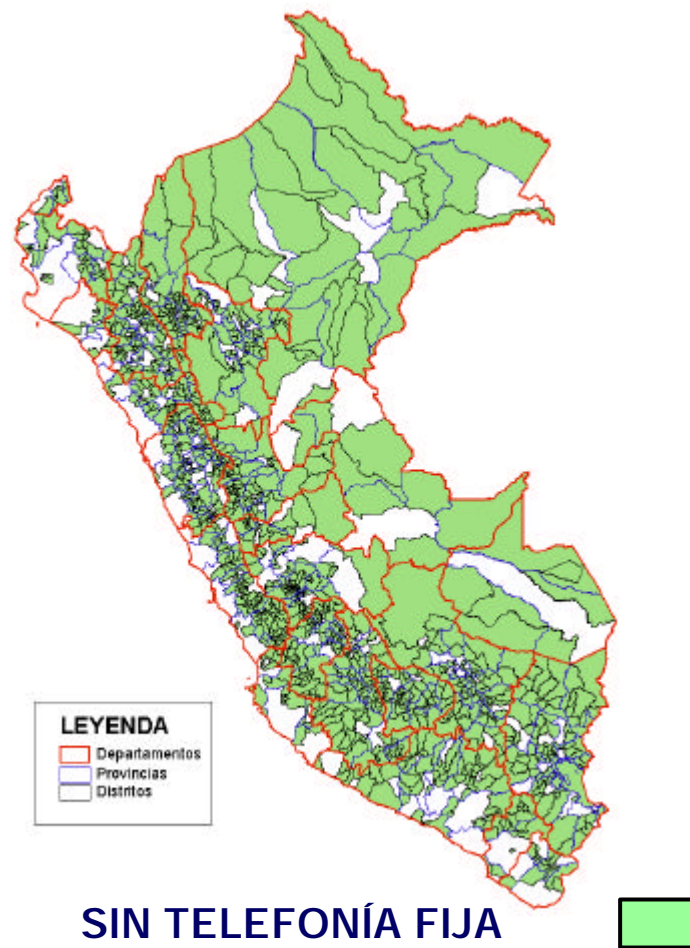 LEYENDA
Departamentos
Provincias
Distritos
SIN TELEFONÍA FIJA